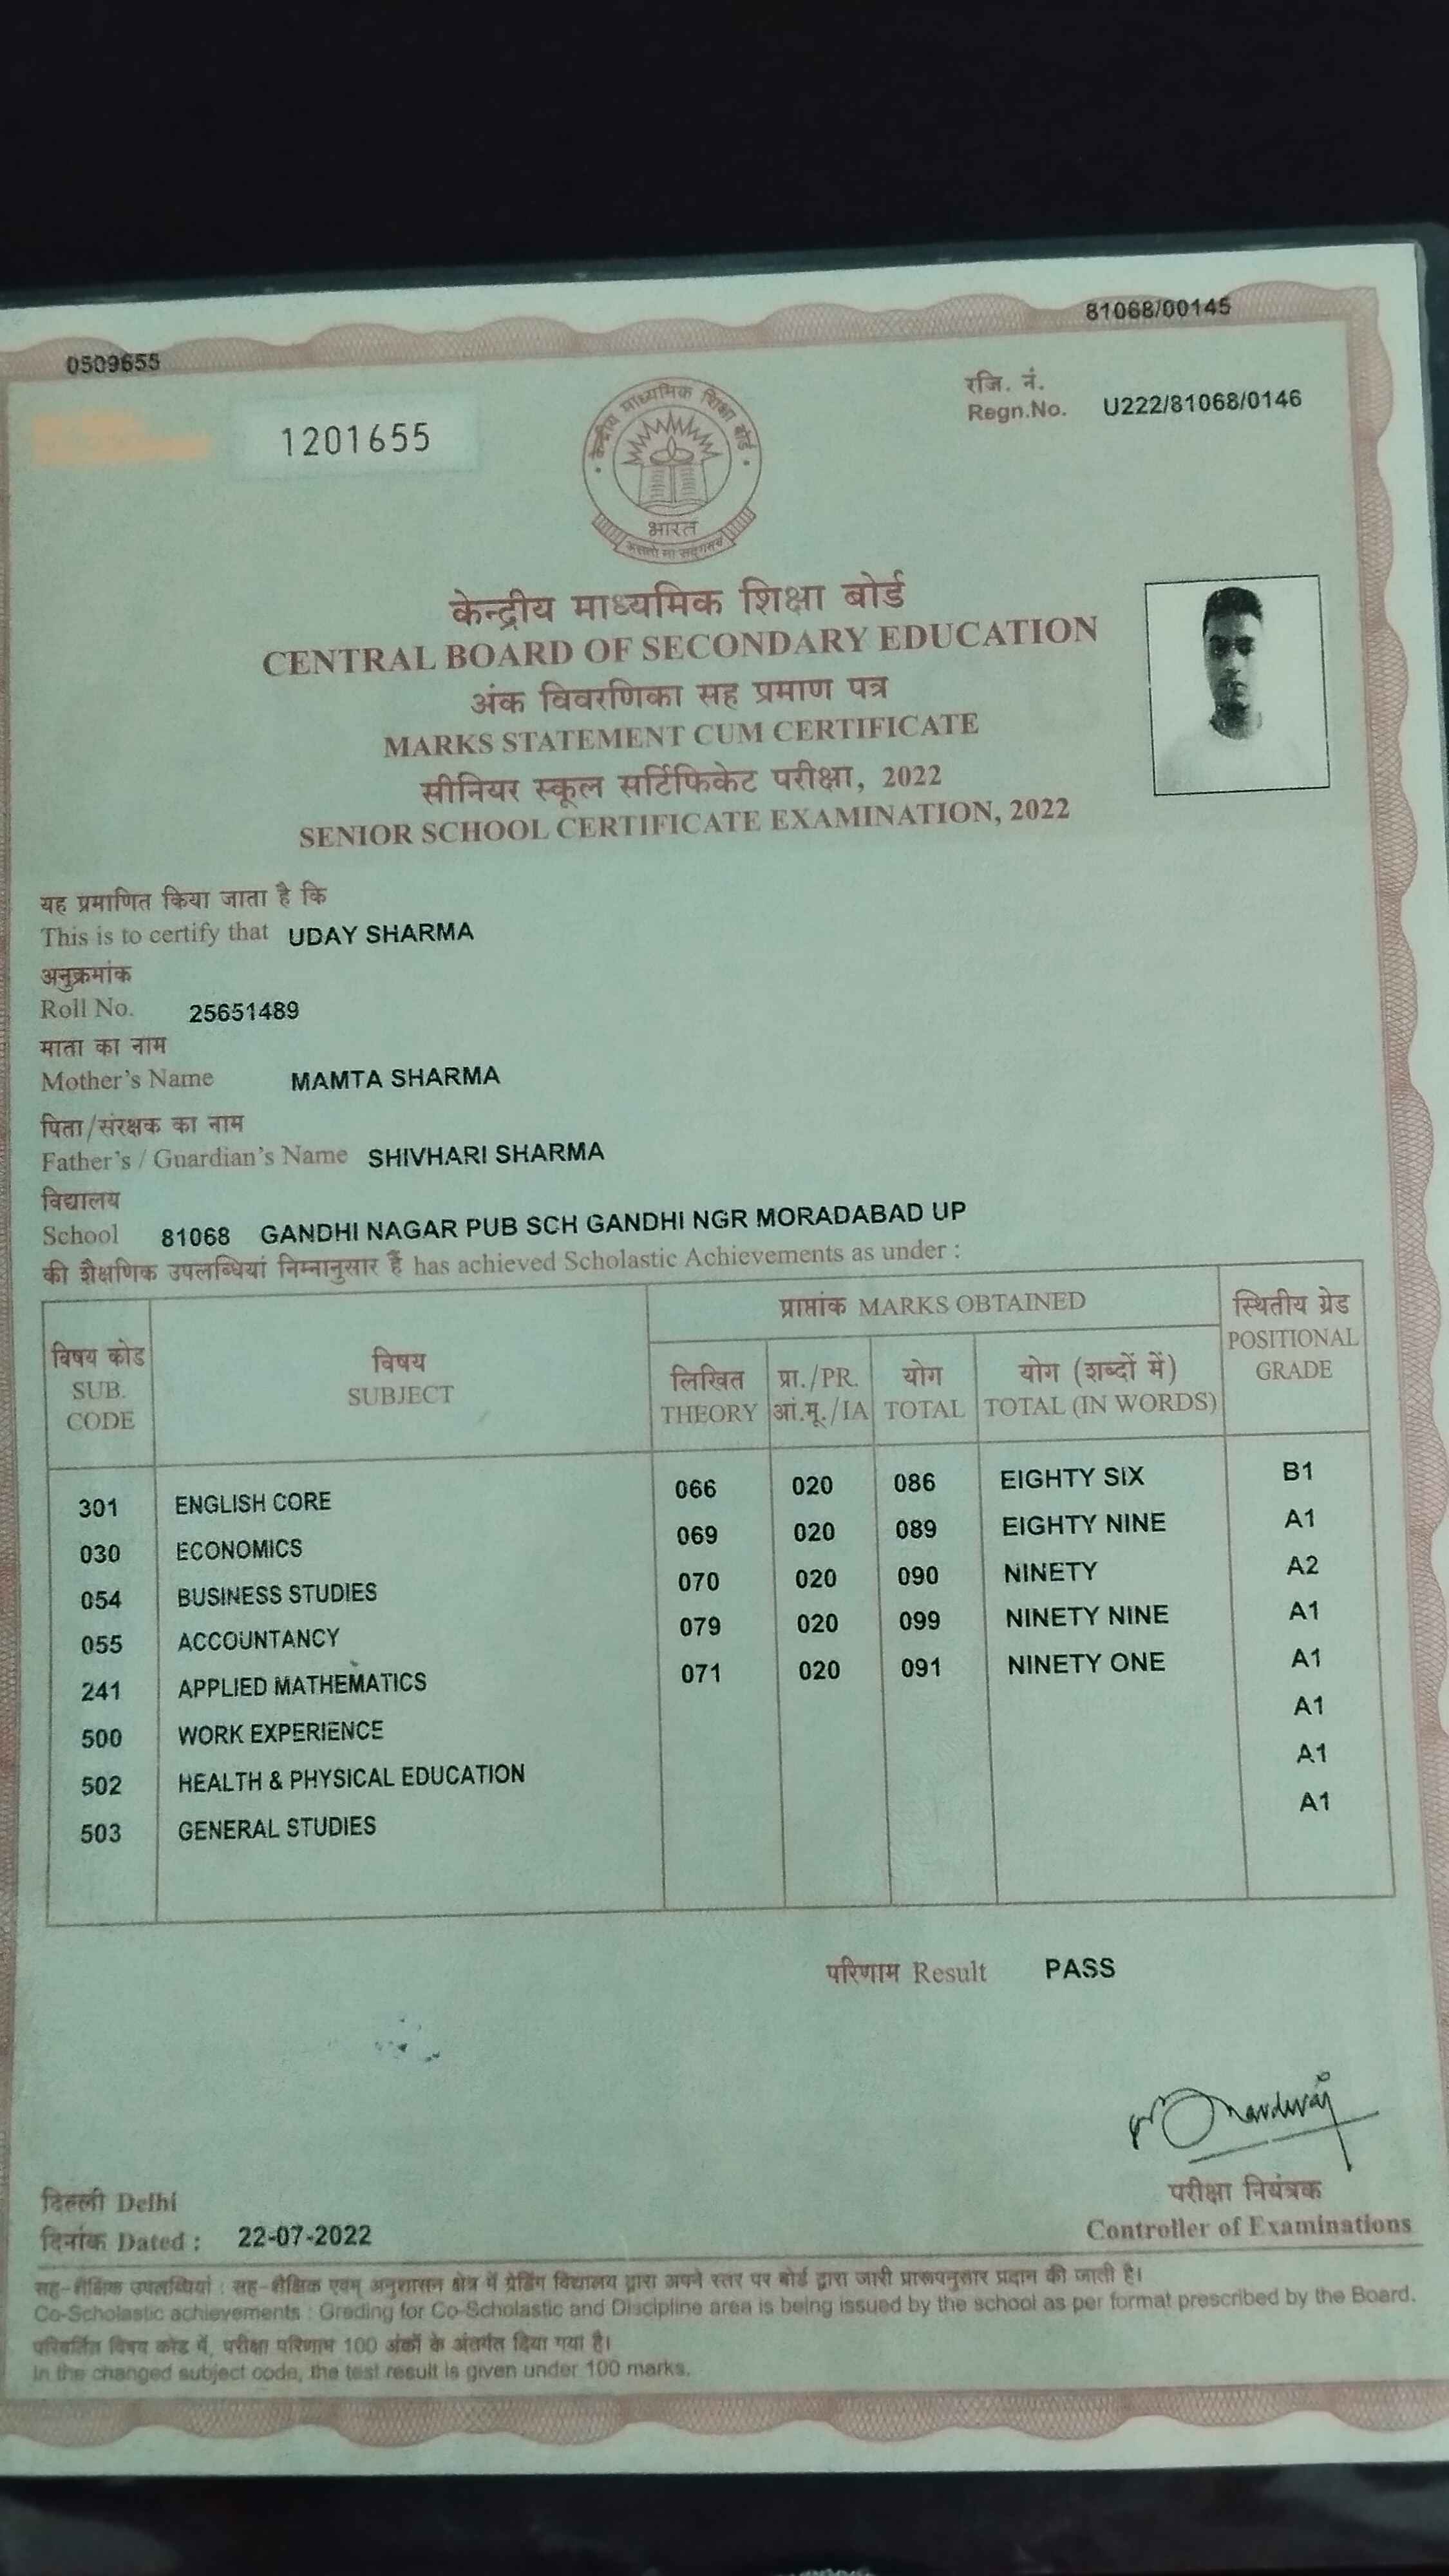 81068/00145
0509655
रजि. नं.
Regn.No. U222/81068/0146
1201655
केन्द्रीय माध्यमिक शिक्षा बोर्ड
भारत
असतो मा सद्गमय
केन्द्रीय माध्यमिक शिक्षा बोर्ड
CENTRAL BOARD OF SECONDARY EDUCATION
अंक विवरणिका सह प्रमाण पत्र
MARKS STATEMENT CUM CERTIFICATE
सीनियर स्कूल सर्टिफिकेट परीक्षा, 2022
SENIOR SCHOOL CERTIFICATE EXAMINATION, 2022
यह प्रमाणित किया जाता है कि
This is to certify that UDAY SHARMA
अनुक्रमांक
Roll No. 25651489
माता का नाम
Mother's Name MAMTA SHARMA
पिता/संरक्षक का नाम
Father's / Guardian's Name SHIVHARI SHARMA
विद्यालय
School 81068 GANDHI NAGAR PUB SCH GANDHI NGR MORADABAD UP
की शैक्षणिक उपलब्धियां निम्नानुसार हैं has achieved Scholastic Achievements as under :
विषय कोड
SUB.
CODE
विषय
SUBJECT
प्राप्तांक MARKS OBTAINED
लिखित
THEORY
प्रा./PR.
आं.मू./IA
योग
TOTAL
योग (शब्दों में)
TOTAL (IN WORDS)
स्थितीय ग्रेड
POSITIONAL
GRADE
301 ENGLISH CORE 066 020 086 EIGHTY SIX B1
030 ECONOMICS 069 020 089 EIGHTY NINE A1
054 BUSINESS STUDIES 070 020 090 NINETY A2
055 ACCOUNTANCY 079 020 099 NINETY NINE A1
241 APPLIED MATHEMATICS 071 020 091 NINETY ONE A1
500 WORK EXPERIENCE A1
502 HEALTH & PHYSICAL EDUCATION A1
503 GENERAL STUDIES A1
परिणाम Result PASS
दिल्ली Delhi
दिनांक Dated : 22-07-2022
परीक्षा नियंत्रक
Controller of Examinations
सह-शैक्षिक उपलब्धियां : सह-शैक्षिक एवम् अनुशासन क्षेत्र में ग्रेडिंग विद्यालय द्वारा अपने स्तर पर बोर्ड द्वारा जारी प्रारूपनुसार प्रदान की जाती है।
Co-Scholastic achievements : Grading for Co-Scholastic and Discipline area is being issued by the school as per format prescribed by the Board.
परिवर्तित विषय कोड में, परीक्षा परिणाम 100 अंकों के अंतर्गत दिया गया है।
In the changed subject code, the test result is given under 100 marks.